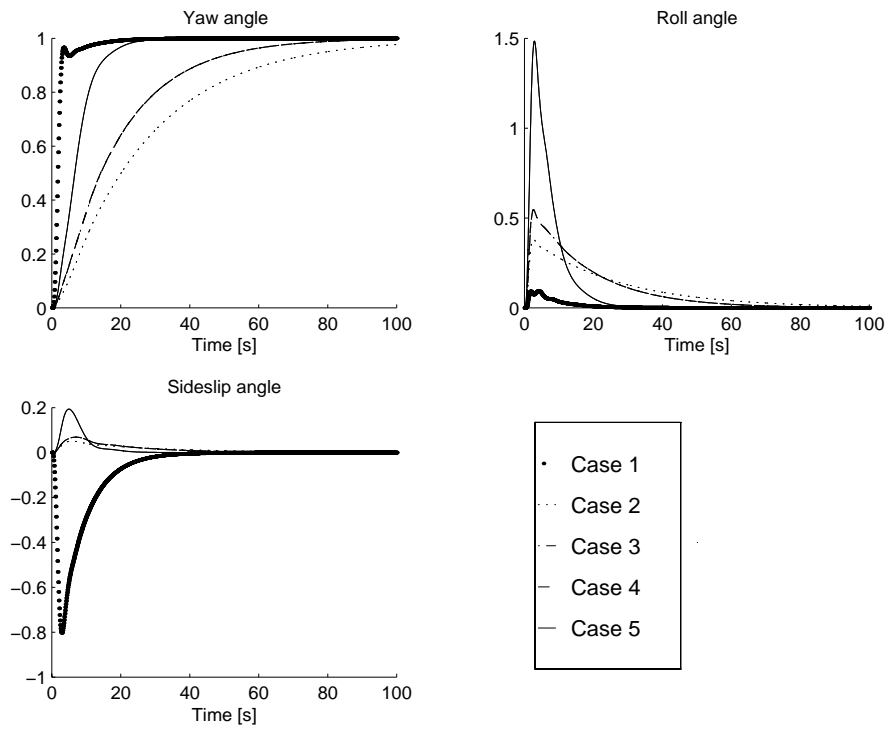 Yaw angle
1
0.8
0.6
0.4
0.2
0
0 20 40 60 80 100
Time [s]
Roll angle
1.5
1
0.5
0
0 20 40 60 80 100
Time [s]
Sideslip angle
0.2
0
−0.2
−0.4
−0.6
−0.8
−1
0 20 40 60 80 100
Time [s]
Case 1
Case 2
Case 3
Case 4
Case 5